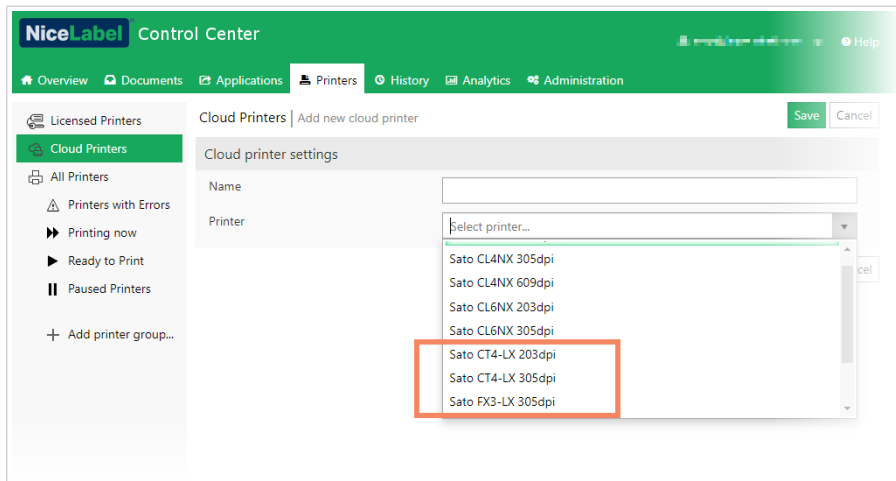 NiceLabel Control Center
Help
Overview Documents Applications Printers History Analytics Administration
Licensed Printers
Cloud Printers
All Printers
Printers with Errors
Printing now
Ready to Print
Paused Printers
Add printer group...
Cloud Printers | Add new cloud printer
Save Cancel
Cloud printer settings
Name
Printer
Select printer...
Sato CL4NX 305dpi
Sato CL4NX 609dpi
Sato CL6NX 203dpi
Sato CL6NX 305dpi
Sato CT4-LX 203dpi
Sato CT4-LX 305dpi
Sato FX3-LX 305dpi